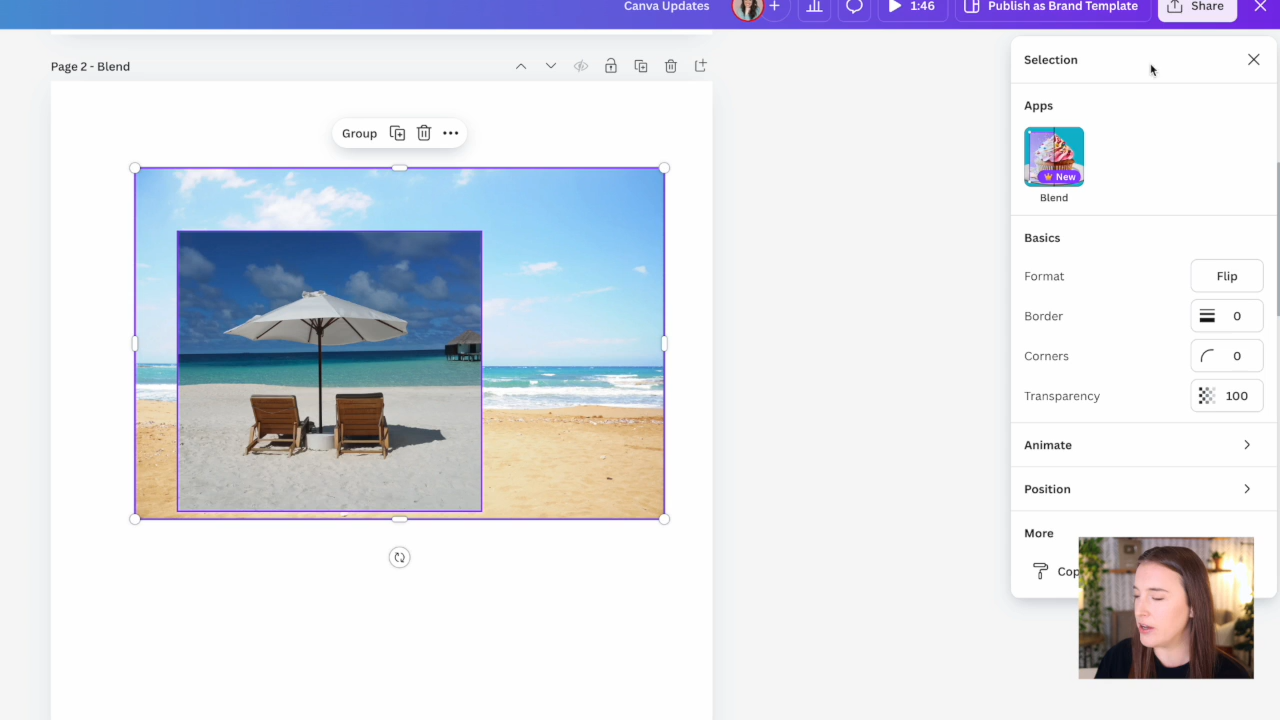 Canva Updates
1:46
Publish as Brand Template
Share
Page 2 - Blend
Group
Selection
Apps
New
Blend
Basics
Format
Flip
Border
0
Corners
0
Transparency
100
Animate
Position
More
Cop